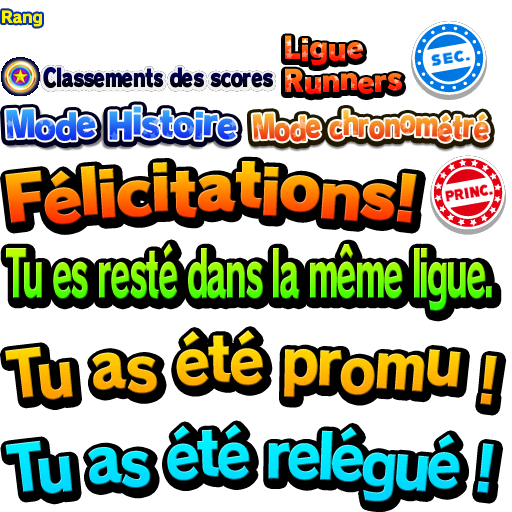 Rang
Classements des scores
Ligue
Runners
SEC.
Mode Histoire
Mode chronométré
Félicitations!
PRINC.
Tu es resté dans la même ligue.
Tu as été promu !
Tu as été relégué !